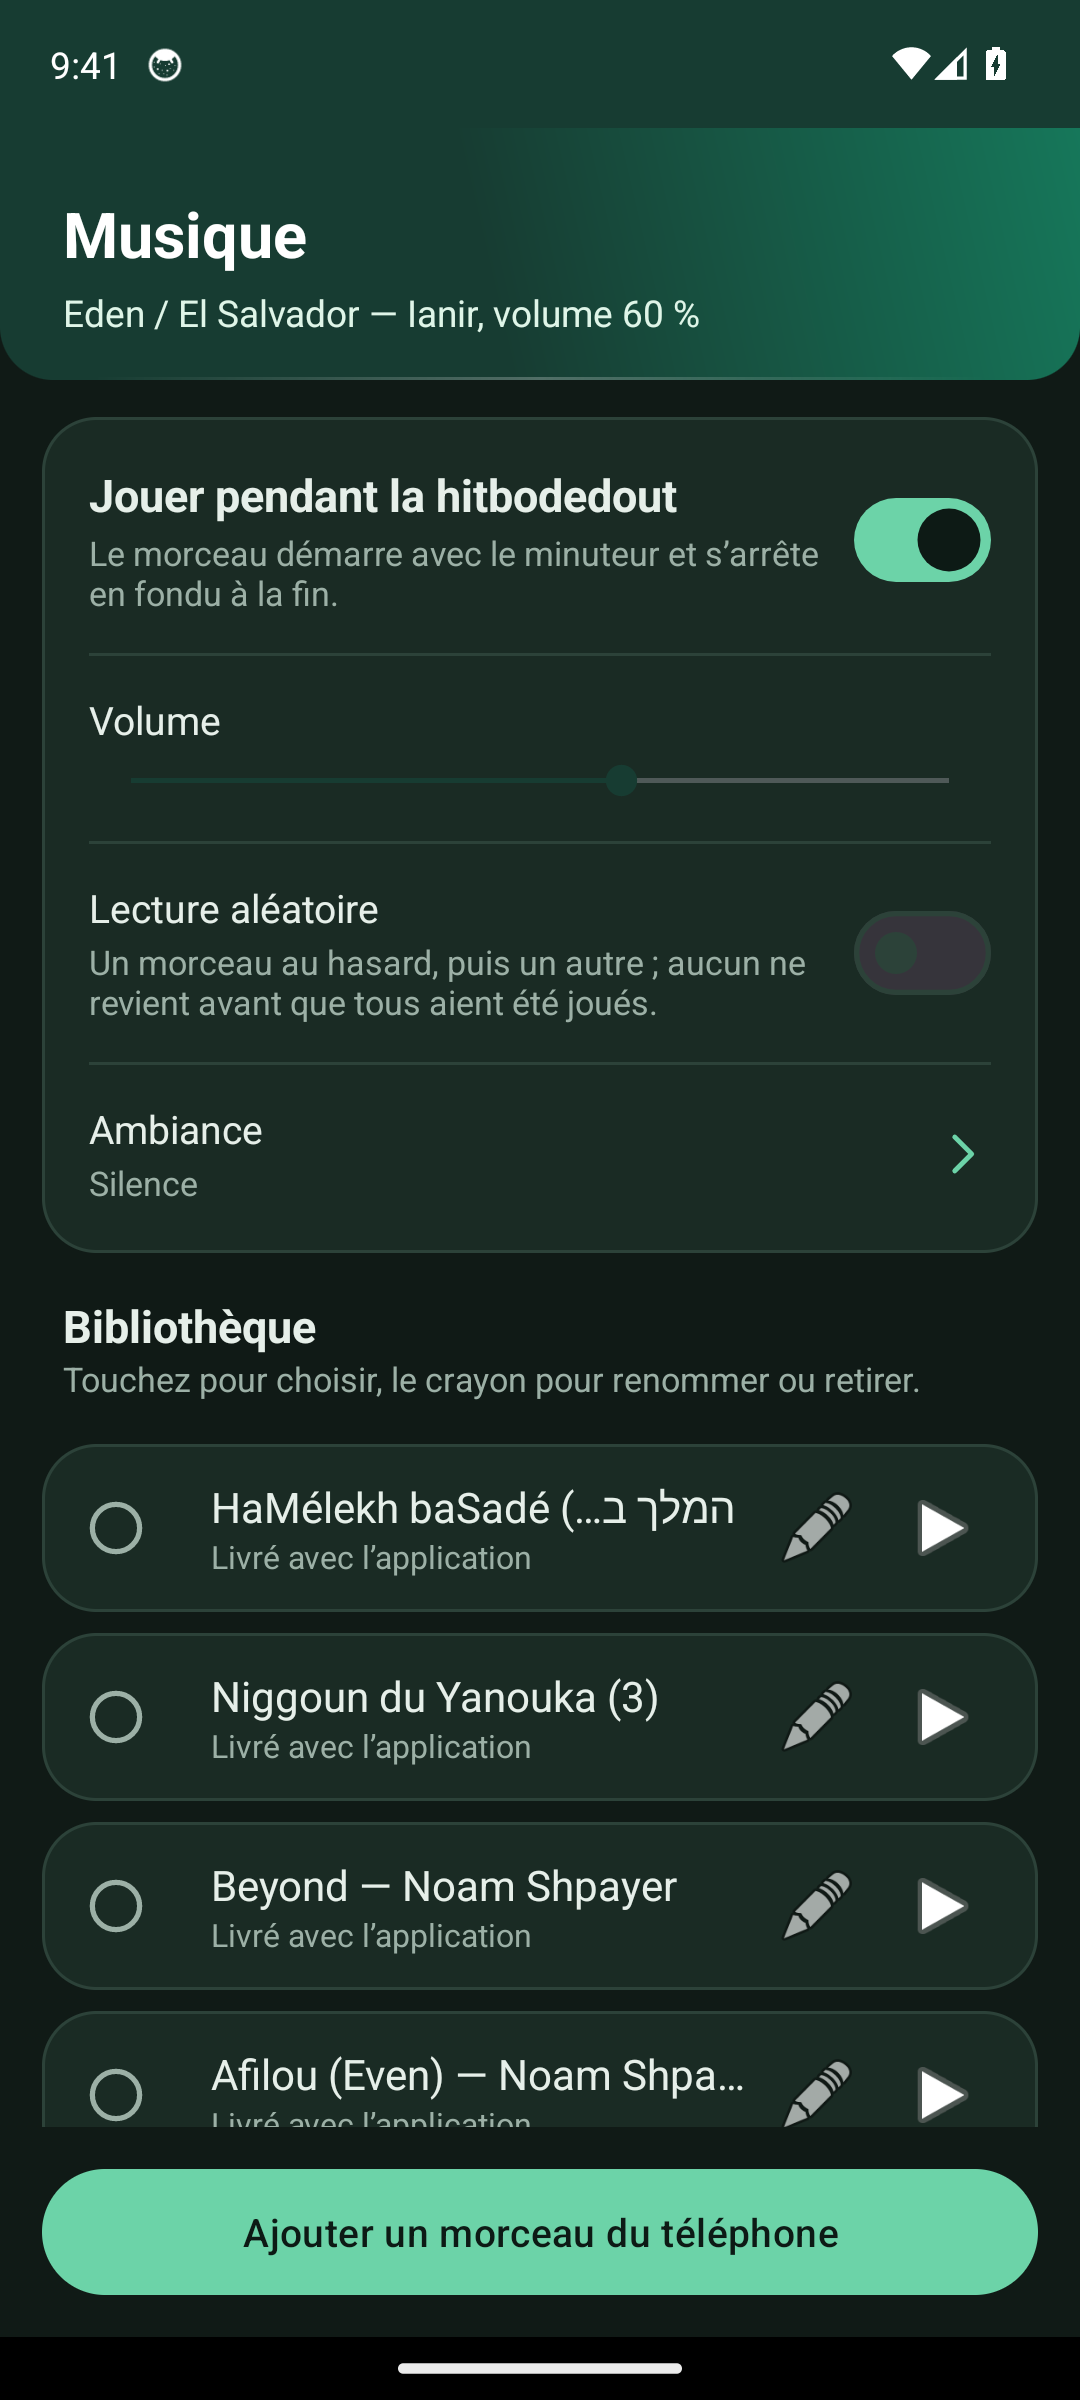 9:41
Musique
Eden / El Salvador — Ianir, volume 60 %
Jouer pendant la hitbodedout
Le morceau démarre avec le minuteur et s’arrête
en fondu à la fin.
Volume
Lecture aléatoire
Un morceau au hasard, puis un autre ; aucun ne
revient avant que tous aient été joués.
Ambiance
Silence
Bibliothèque
Touchez pour choisir, le crayon pour renommer ou retirer.
HaMélekh baSadé (המלך ב…
Livré avec l’application
Niggoun du Yanouka (3)
Livré avec l’application
Beyond — Noam Shpayer
Livré avec l’application
Afilou (Even) — Noam Shpa…
Livré avec l’application
Ajouter un morceau du téléphone